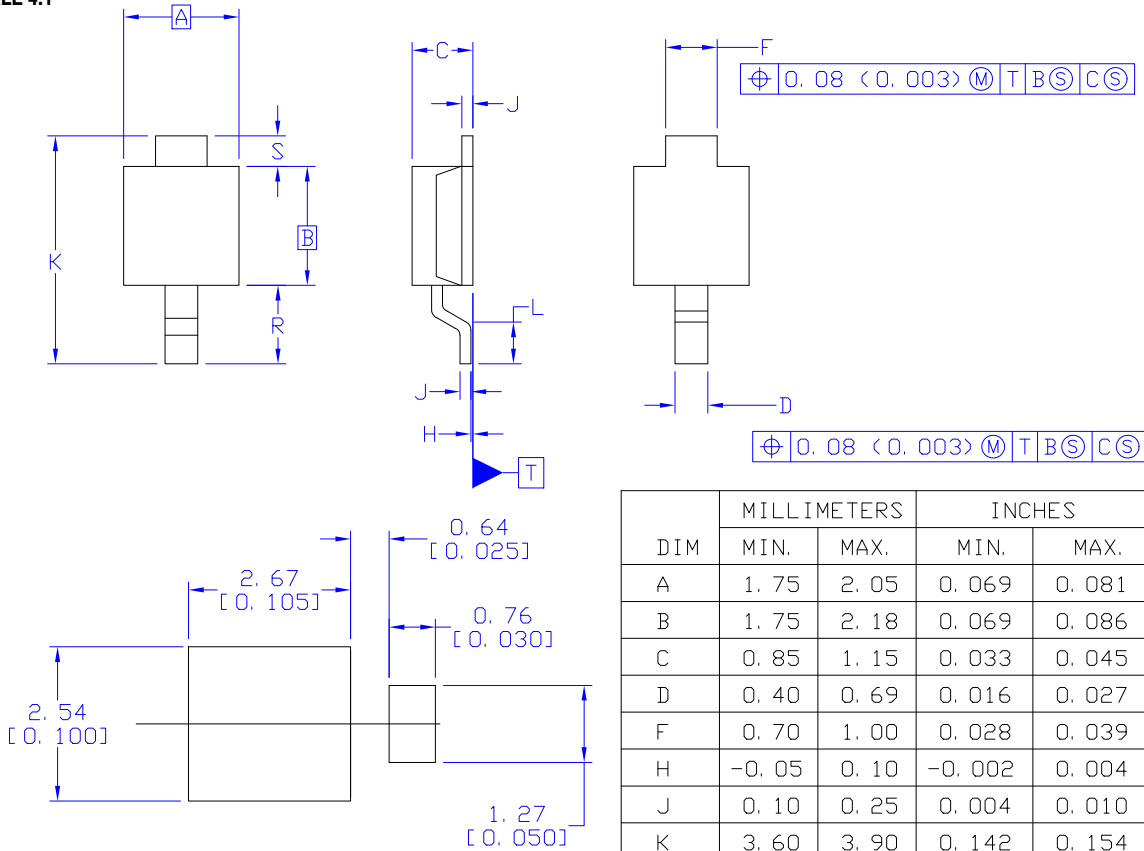 A
C
F
⌖ 0.08 (0.003) Ⓜ T BⓈ CⓈ
J
S
B
K
R
L
J
D
H
⌖ 0.08 (0.003) Ⓜ T BⓈ CⓈ
T
0.64
[0.025]
2.67
[0.105]
0.76
[0.030]
2.54
[0.100]
1.27
[0.050]
MILLIMETERS INCHES
DIM MIN. MAX. MIN. MAX.
A 1.75 2.05 0.069 0.081
B 1.75 2.18 0.069 0.086
C 0.85 1.15 0.033 0.045
D 0.40 0.69 0.016 0.027
F 0.70 1.00 0.028 0.039
H -0.05 0.10 -0.002 0.004
J 0.10 0.25 0.004 0.010
K 3.60 3.90 0.142 0.154